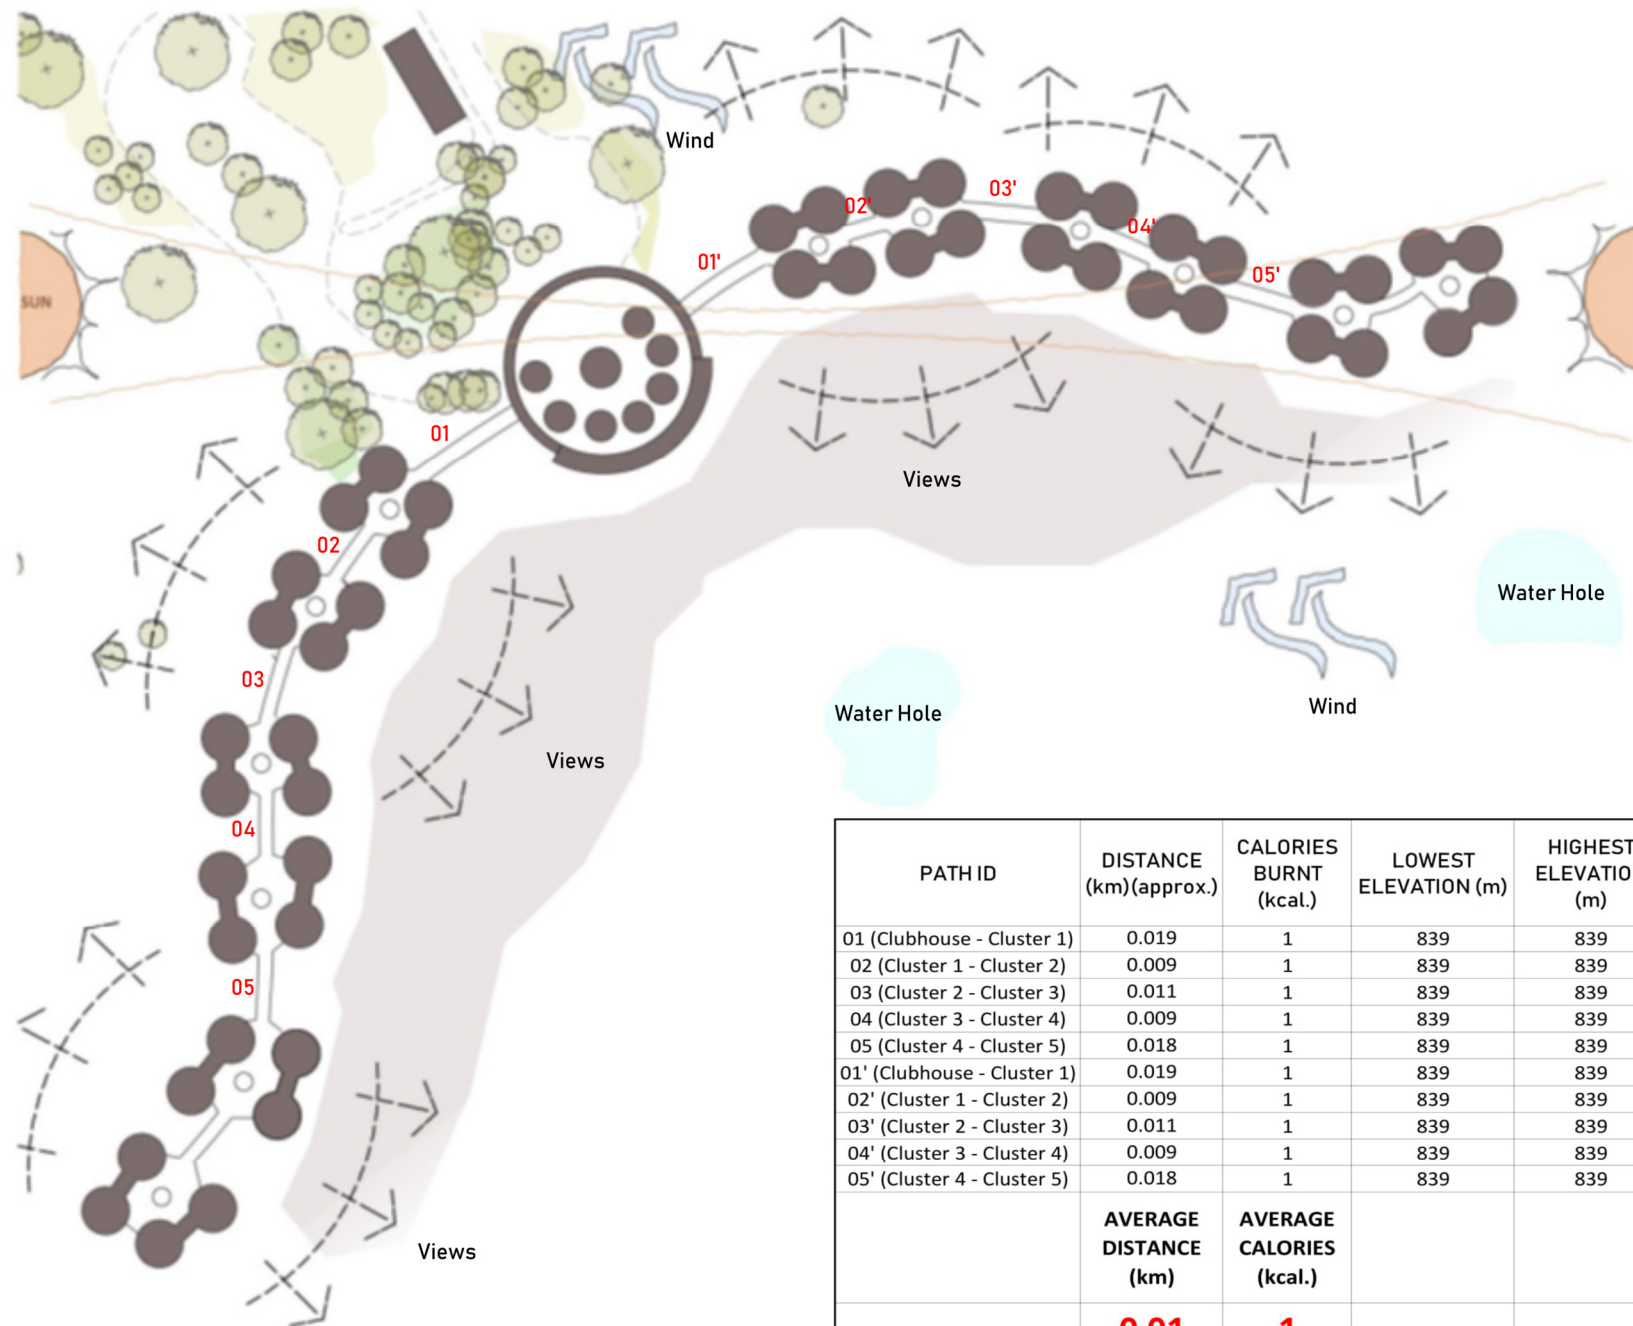 Wind
SUN
01'
02'
03'
04'
05'
01
02
03
04
05
Views
Water Hole
Wind
Water Hole
Views
Views
PATH ID
DISTANCE
(km)(approx.)
CALORIES
BURNT
(kcal.)
LOWEST
ELEVATION (m)
HIGHEST
(m)
01 (Clubhouse - Cluster 1) 0.019 1 839 839
02 (Cluster 1 - Cluster 2) 0.009 1 839 839
03 (Cluster 2 - Cluster 3) 0.011 1 839 839
04 (Cluster 3 - Cluster 4) 0.009 1 839 839
05 (Cluster 4 - Cluster 5) 0.018 1 839 839
01' (Clubhouse - Cluster 1) 0.019 1 839 839
02' (Cluster 1 - Cluster 2) 0.009 1 839 839
03' (Cluster 2 - Cluster 3) 0.011 1 839 839
04' (Cluster 3 - Cluster 4) 0.009 1 839 839
05' (Cluster 4 - Cluster 5) 0.018 1 839 839
AVERAGE
DISTANCE
(km)
AVERAGE
CALORIES
(kcal.)
0.01 1